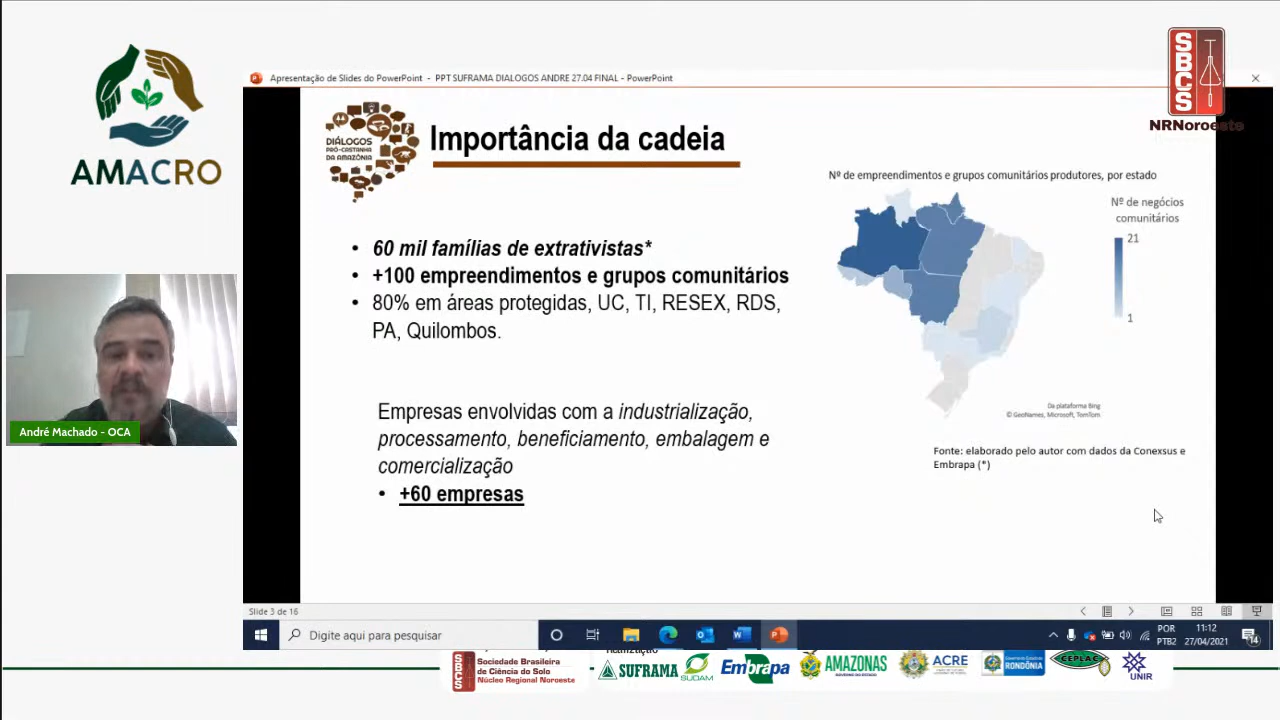 AMACRO
SBCS
NRNoroeste
Apresentação de Slides do PowerPoint - PPT SUFRAMA DIALOGOS ANDRE 27.04 FINAL - PowerPoint
DIÁLOGOS
PRÓ-CASTANHA
DA AMAZÔNIA
Importância da cadeia
• 60 mil famílias de extrativistas*
• +100 empreendimentos e grupos comunitários
• 80% em áreas protegidas, UC, TI, RESEX, RDS,
PA, Quilombos.
Empresas envolvidas com a industrialização,
processamento, beneficiamento, embalagem e
comercialização
• +60 empresas
Nº de empreendimentos e grupos comunitários produtores, por estado
Nº de negócios
comunitários
21
1
Da plataforma Bing
© GeoNames, Microsoft, TomTom
Fonte: elaborado pelo autor com dados da Conexsus e
Embrapa (*)
André Machado - OCA
Slide 3 de 16
Digite aqui para pesquisar
POR
PTB2
11:12
27/04/2021
14
Realização
SBCS
Sociedade Brasileira
de Ciência do Solo
Núcleo Regional Noroeste
SUFRAMA
SUDAM
Embrapa
AMAZONAS
ACRE
RONDÔNIA
CEPLAC
UNIR